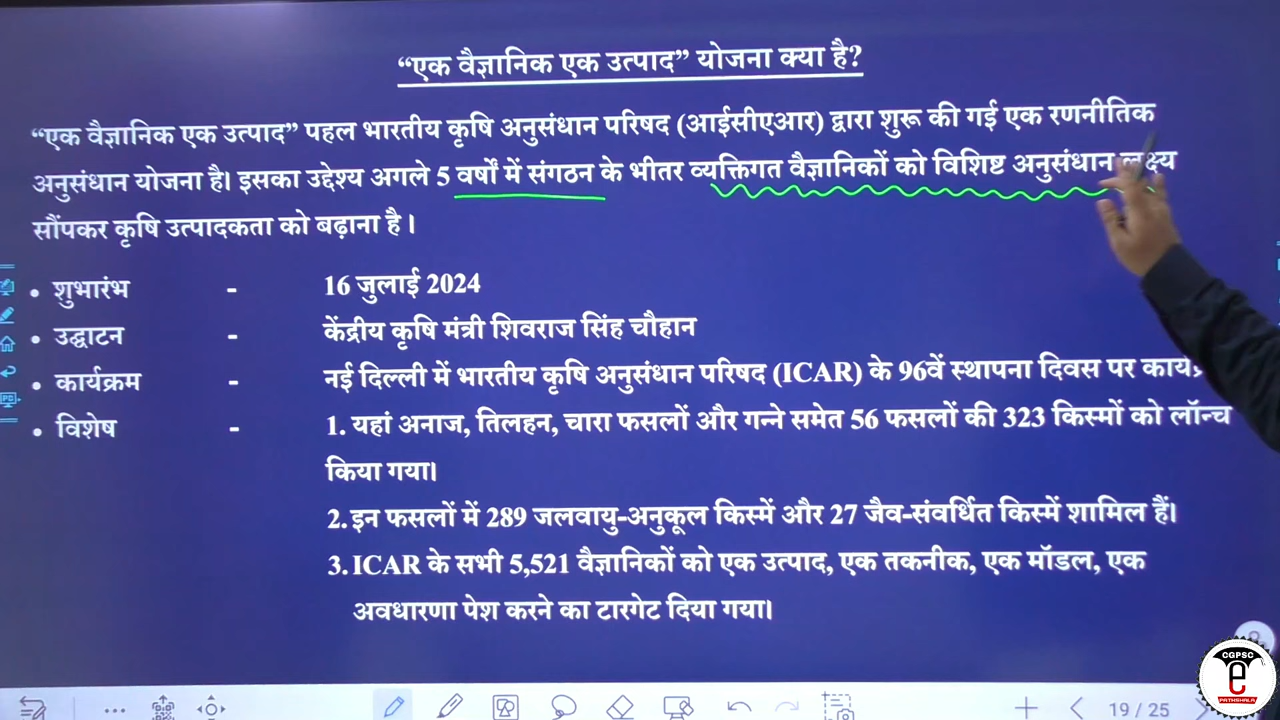 “एक वैज्ञानिक एक उत्पाद” योजना क्या है?
“एक वैज्ञानिक एक उत्पाद” पहल भारतीय कृषि अनुसंधान परिषद (आईसीएआर) द्वारा शुरू की गई एक रणनीतिक
अनुसंधान योजना है। इसका उद्देश्य अगले 5 वर्षों में संगठन के भीतर व्यक्तिगत वैज्ञानिकों को विशिष्ट अनुसंधान लक्ष्य
सौंपकर कृषि उत्पादकता को बढ़ाना है।
• शुभारंभ - 16 जुलाई 2024
• उद्घाटन - केंद्रीय कृषि मंत्री शिवराज सिंह चौहान
• कार्यक्रम - नई दिल्ली में भारतीय कृषि अनुसंधान परिषद (ICAR) के 96वें स्थापना दिवस पर
• विशेष - 1. यहां अनाज, तिलहन, चारा फसलों और गन्ने समेत 56 फसलों की 323 किस्मों को लॉन्च
किया गया।
2. इन फसलों में 289 जलवायु-अनुकूल किस्में और 27 जैव-संवर्धित किस्में शामिल हैं।
3. ICAR के सभी 5,521 वैज्ञानिकों को एक उत्पाद, एक तकनीक, एक मॉडल, एक
अवधारणा पेश करने का टारगेट दिया गया।
19 / 25
CGPSC
e
PATHSHALA